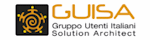 GUISA
Gruppo Utenti Italiani
Solution Architect